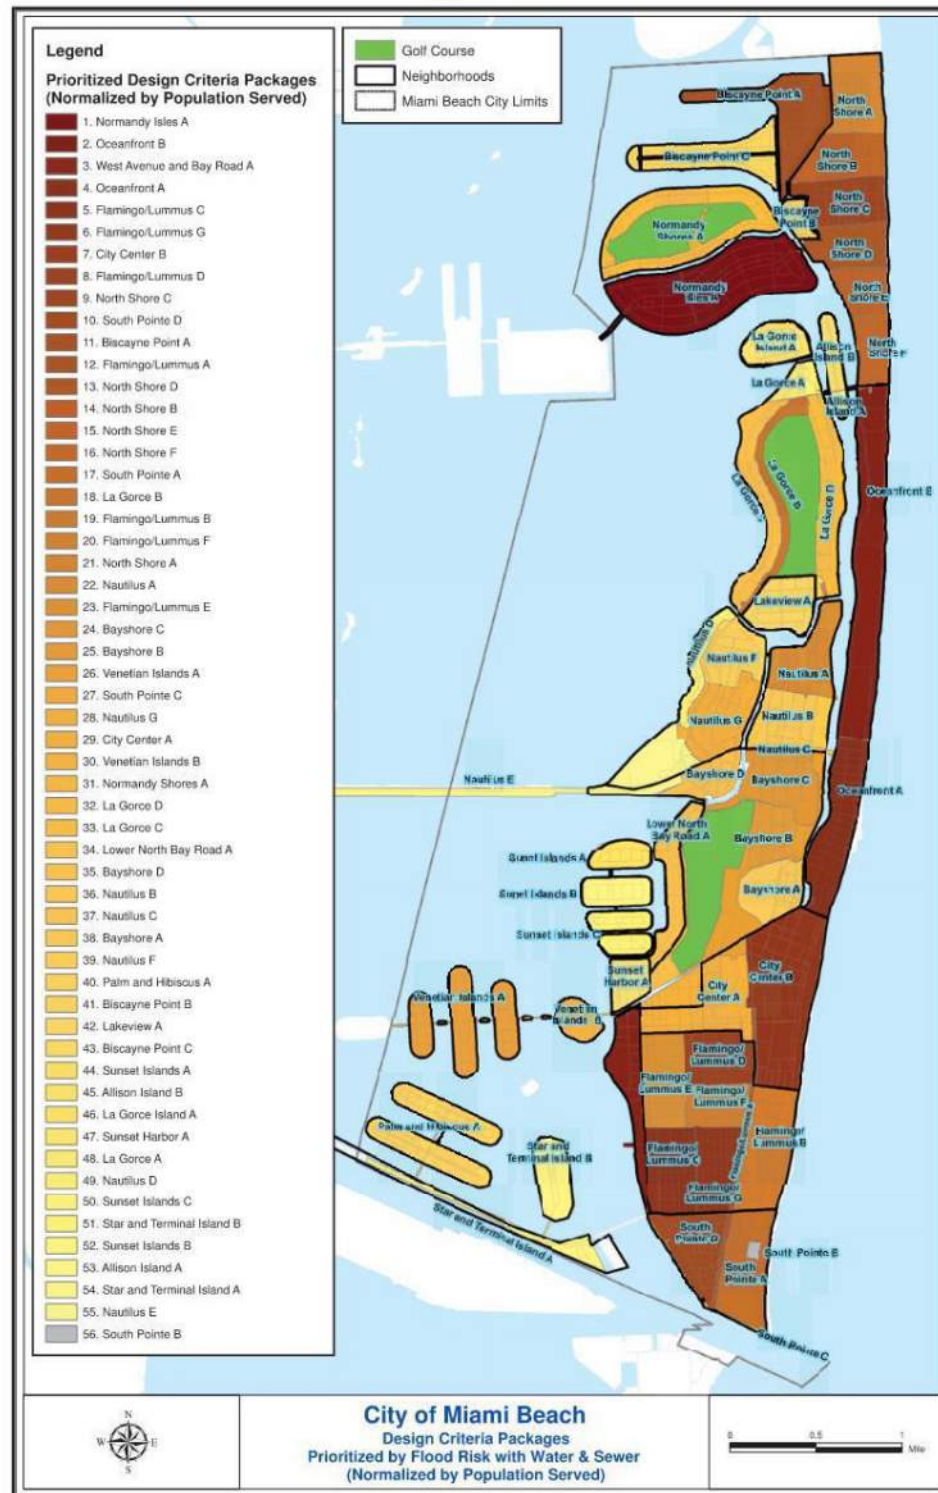 Legend
Prioritized Design Criteria Packages
(Normalized by Population Served)
1. Normandy Isles A
2. Oceanfront B
3. West Avenue and Bay Road A
4. Oceanfront A
5. Flamingo/Lummus C
6. Flamingo/Lummus G
7. City Center B
8. Flamingo/Lummus D
9. North Shore C
10. South Pointe D
11. Biscayne Point A
12. Flamingo/Lummus A
13. North Shore D
14. North Shore B
15. North Shore E
16. North Shore F
17. South Pointe A
18. La Gorce B
19. Flamingo/Lummus B
20. Flamingo/Lummus F
21. North Shore A
22. Nautilus A
23. Flamingo/Lummus E
24. Bayshore C
25. Bayshore B
26. Venetian Islands A
27. South Pointe C
28. Nautilus G
29. City Center A
30. Venetian Islands B
31. Normandy Shores A
32. La Gorce D
33. La Gorce C
34. Lower North Bay Road A
35. Bayshore D
36. Nautilus B
37. Nautilus C
38. Bayshore A
39. Nautilus F
40. Palm and Hibiscus A
41. Biscayne Point B
42. Lakeview A
43. Biscayne Point C
44. Sunset Islands A
45. Allison Island B
46. La Gorce Island A
47. Sunset Harbor A
48. La Gorce A
49. Nautilus D
50. Sunset Islands C
51. Star and Terminal Island B
52. Sunset Islands B
53. Allison Island A
54. Star and Terminal Island A
55. Nautilus E
56. South Pointe B
Golf Course
Neighborhoods
Miami Beach City Limits
Biscayne Point A
North
Shore A
Biscayne Point C
North
Shore B
North
Shore C
Biscayne
Point B
Normandy
Shores A
North
Shore D
Normandy
Isles A
North
Shore E
La Gorce
Island A
Allison
Island B
North
Shore F
La Gorce A
Allison
Island A
La Gorce B
La Gorce D
Oceanfront B
Lakeview A
Nautilus D
Nautilus F
Nautilus A
Nautilus G
Nautilus B
Nautilus C
Nautilus E
Bayshore D
Bayshore C
Oceanfront A
Lower North
Bay Road A
Bayshore B
Sunset Islands A
Sunset Islands B
Bayshore A
Sunset Islands C
Sunset
Harbor A
City
Center B
City
Center A
Venetian Islands A
Venetian
Islands B
Flamingo/
Lummus D
Flamingo/
Lummus E
Flamingo/
Lummus F
Palm and Hibiscus A
Flamingo/
Lummus B
Star and
Terminal Island B
Flamingo/
Lummus C
Flamingo/
Lummus G
Star and Terminal Island A
South
Pointe D
South Pointe B
South
Pointe A
South Pointe C
N
W E
S
City of Miami Beach
Design Criteria Packages
Prioritized by Flood Risk with Water & Sewer
(Normalized by Population Served)
0 0.5 1
Mile